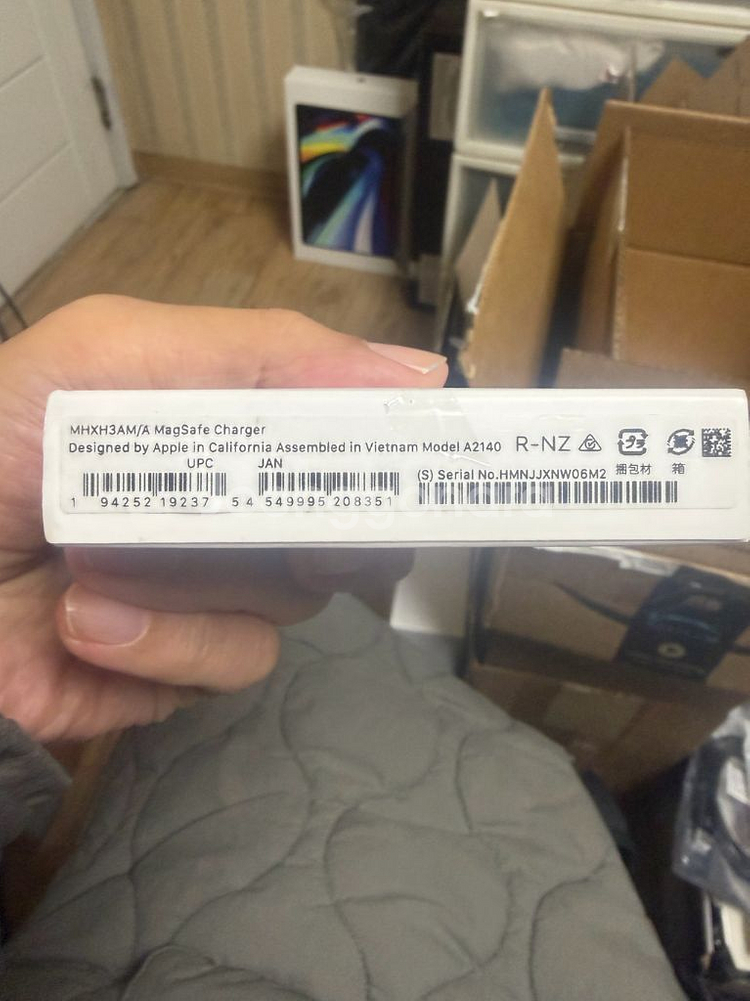 MHXH3AM/A MagSafe Charger
Designed by Apple in California Assembled in Vietnam Model A2140
R-NZ
UPC JAN
(S) Serial No.HMNJJXNW06M2
捆包材 箱
1 94252 19237 5 4 549995 208351